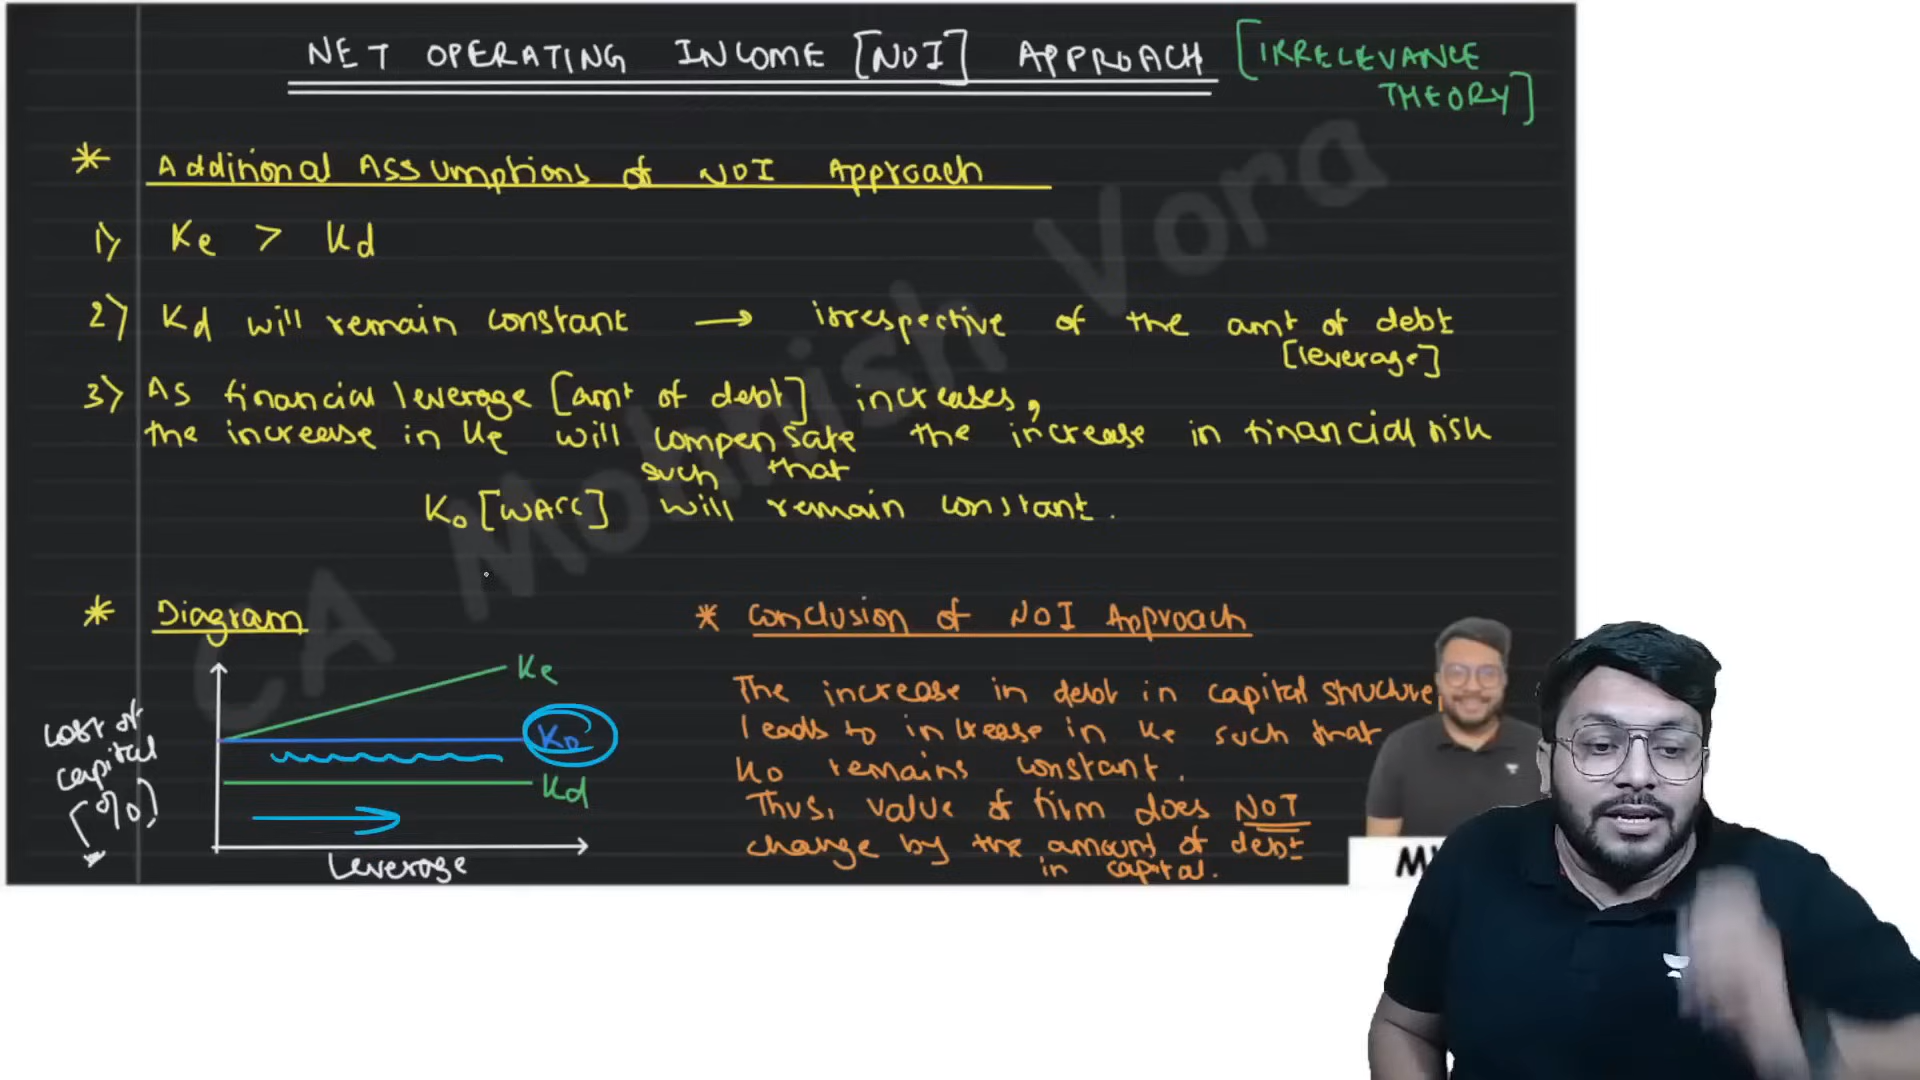 NET OPERATING INCOME [NOI] APPROACH [IRRELEVANCE
THEORY]
* Additional Assumptions of NOI Approach
1) Ke > Kd
2) Kd will remain constant → irrespective of the amt of debt
[leverage]
3) As financial leverage [amt of debt] increases,
the increase in Ke will compensate the increase in financial risk
such that
Ko [WACC] will remain constant.
* Diagram
Ke
Ko
Kd
cost of
capital
[%]
Leverage
* Conclusion of NOI Approach
The increase in debt in capital structure,
leads to increase in Ke such that
Ko remains constant.
Thus, value of firm does NOT
change by the amount of debt
in capital.
CA Mohnish Vora